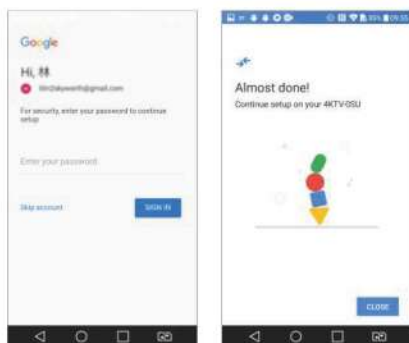 Google
Hi, 林
For security, enter your password to continue
setup
Enter your password
Skip account
SIGN IN
Almost done!
Continue setup on your 4KTV-0SU
CLOSE